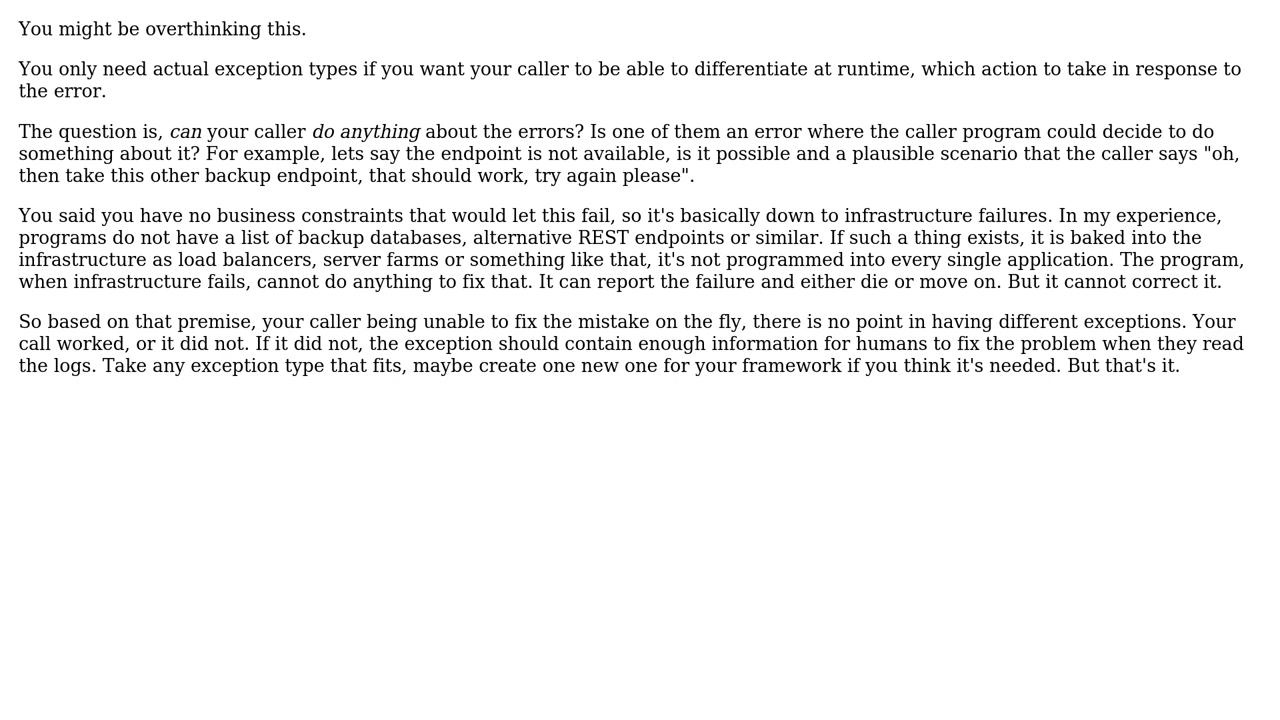 You might be overthinking this.
You only need actual exception types if you want your caller to be able to differentiate at runtime, which action to take in response to
the error.
The question is, can your caller do anything about the errors? Is one of them an error where the caller program could decide to do
something about it? For example, lets say the endpoint is not available, is it possible and a plausible scenario that the caller says "oh,
then take this other backup endpoint, that should work, try again please".
You said you have no business constraints that would let this fail, so it's basically down to infrastructure failures. In my experience,
programs do not have a list of backup databases, alternative REST endpoints or similar. If such a thing exists, it is baked into the
infrastructure as load balancers, server farms or something like that, it's not programmed into every single application. The program,
when infrastructure fails, cannot do anything to fix that. It can report the failure and either die or move on. But it cannot correct it.
So based on that premise, your caller being unable to fix the mistake on the fly, there is no point in having different exceptions. Your
call worked, or it did not. If it did not, the exception should contain enough information for humans to fix the problem when they read
the logs. Take any exception type that fits, maybe create one new one for your framework if you think it's needed. But that's it.